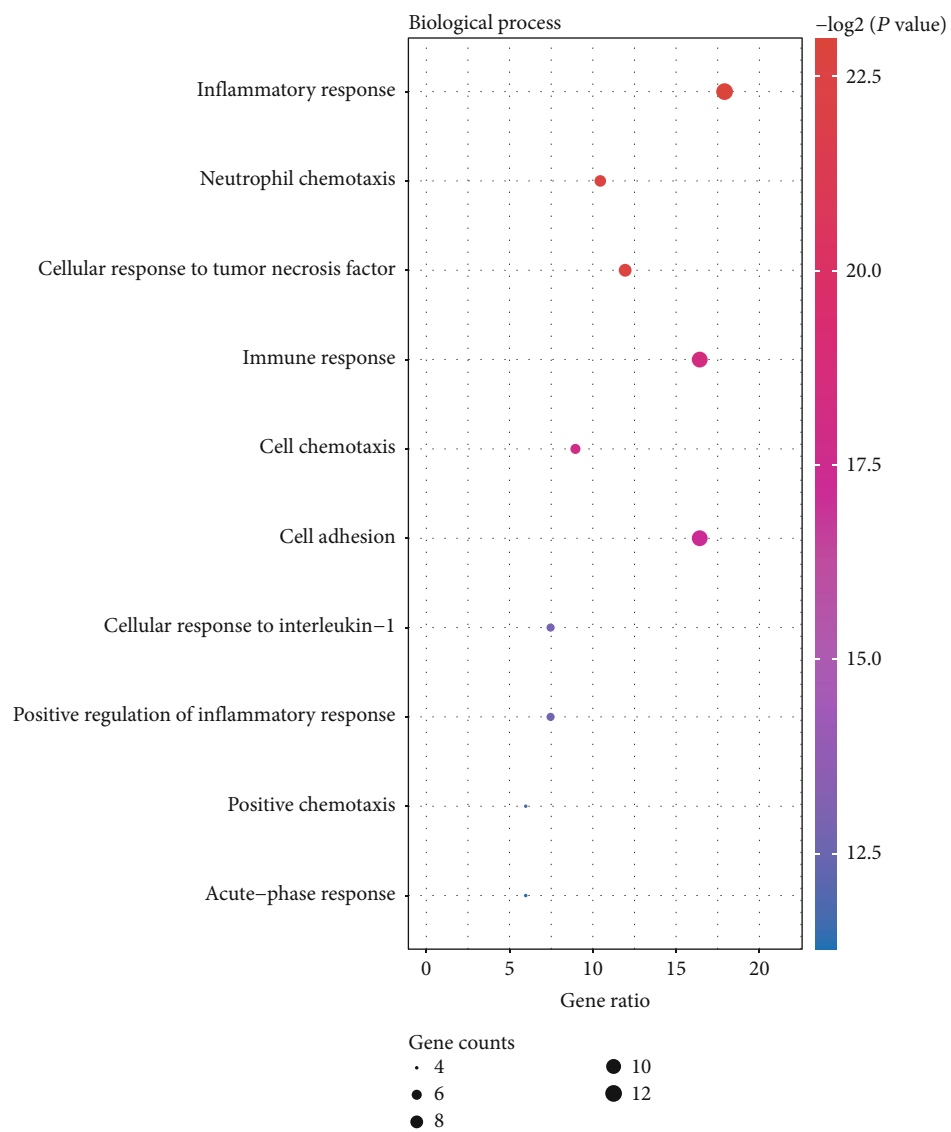 Biological process
−log2 (P value)
Inflammatory response
Neutrophil chemotaxis
Cellular response to tumor necrosis factor
Immune response
Cell chemotaxis
Cell adhesion
Cellular response to interleukin−1
Positive regulation of inflammatory response
Positive chemotaxis
Acute−phase response
22.5
20.0
17.5
15.0
12.5
0 5 10 15 20
Gene ratio
Gene counts
4
6
8
10
12